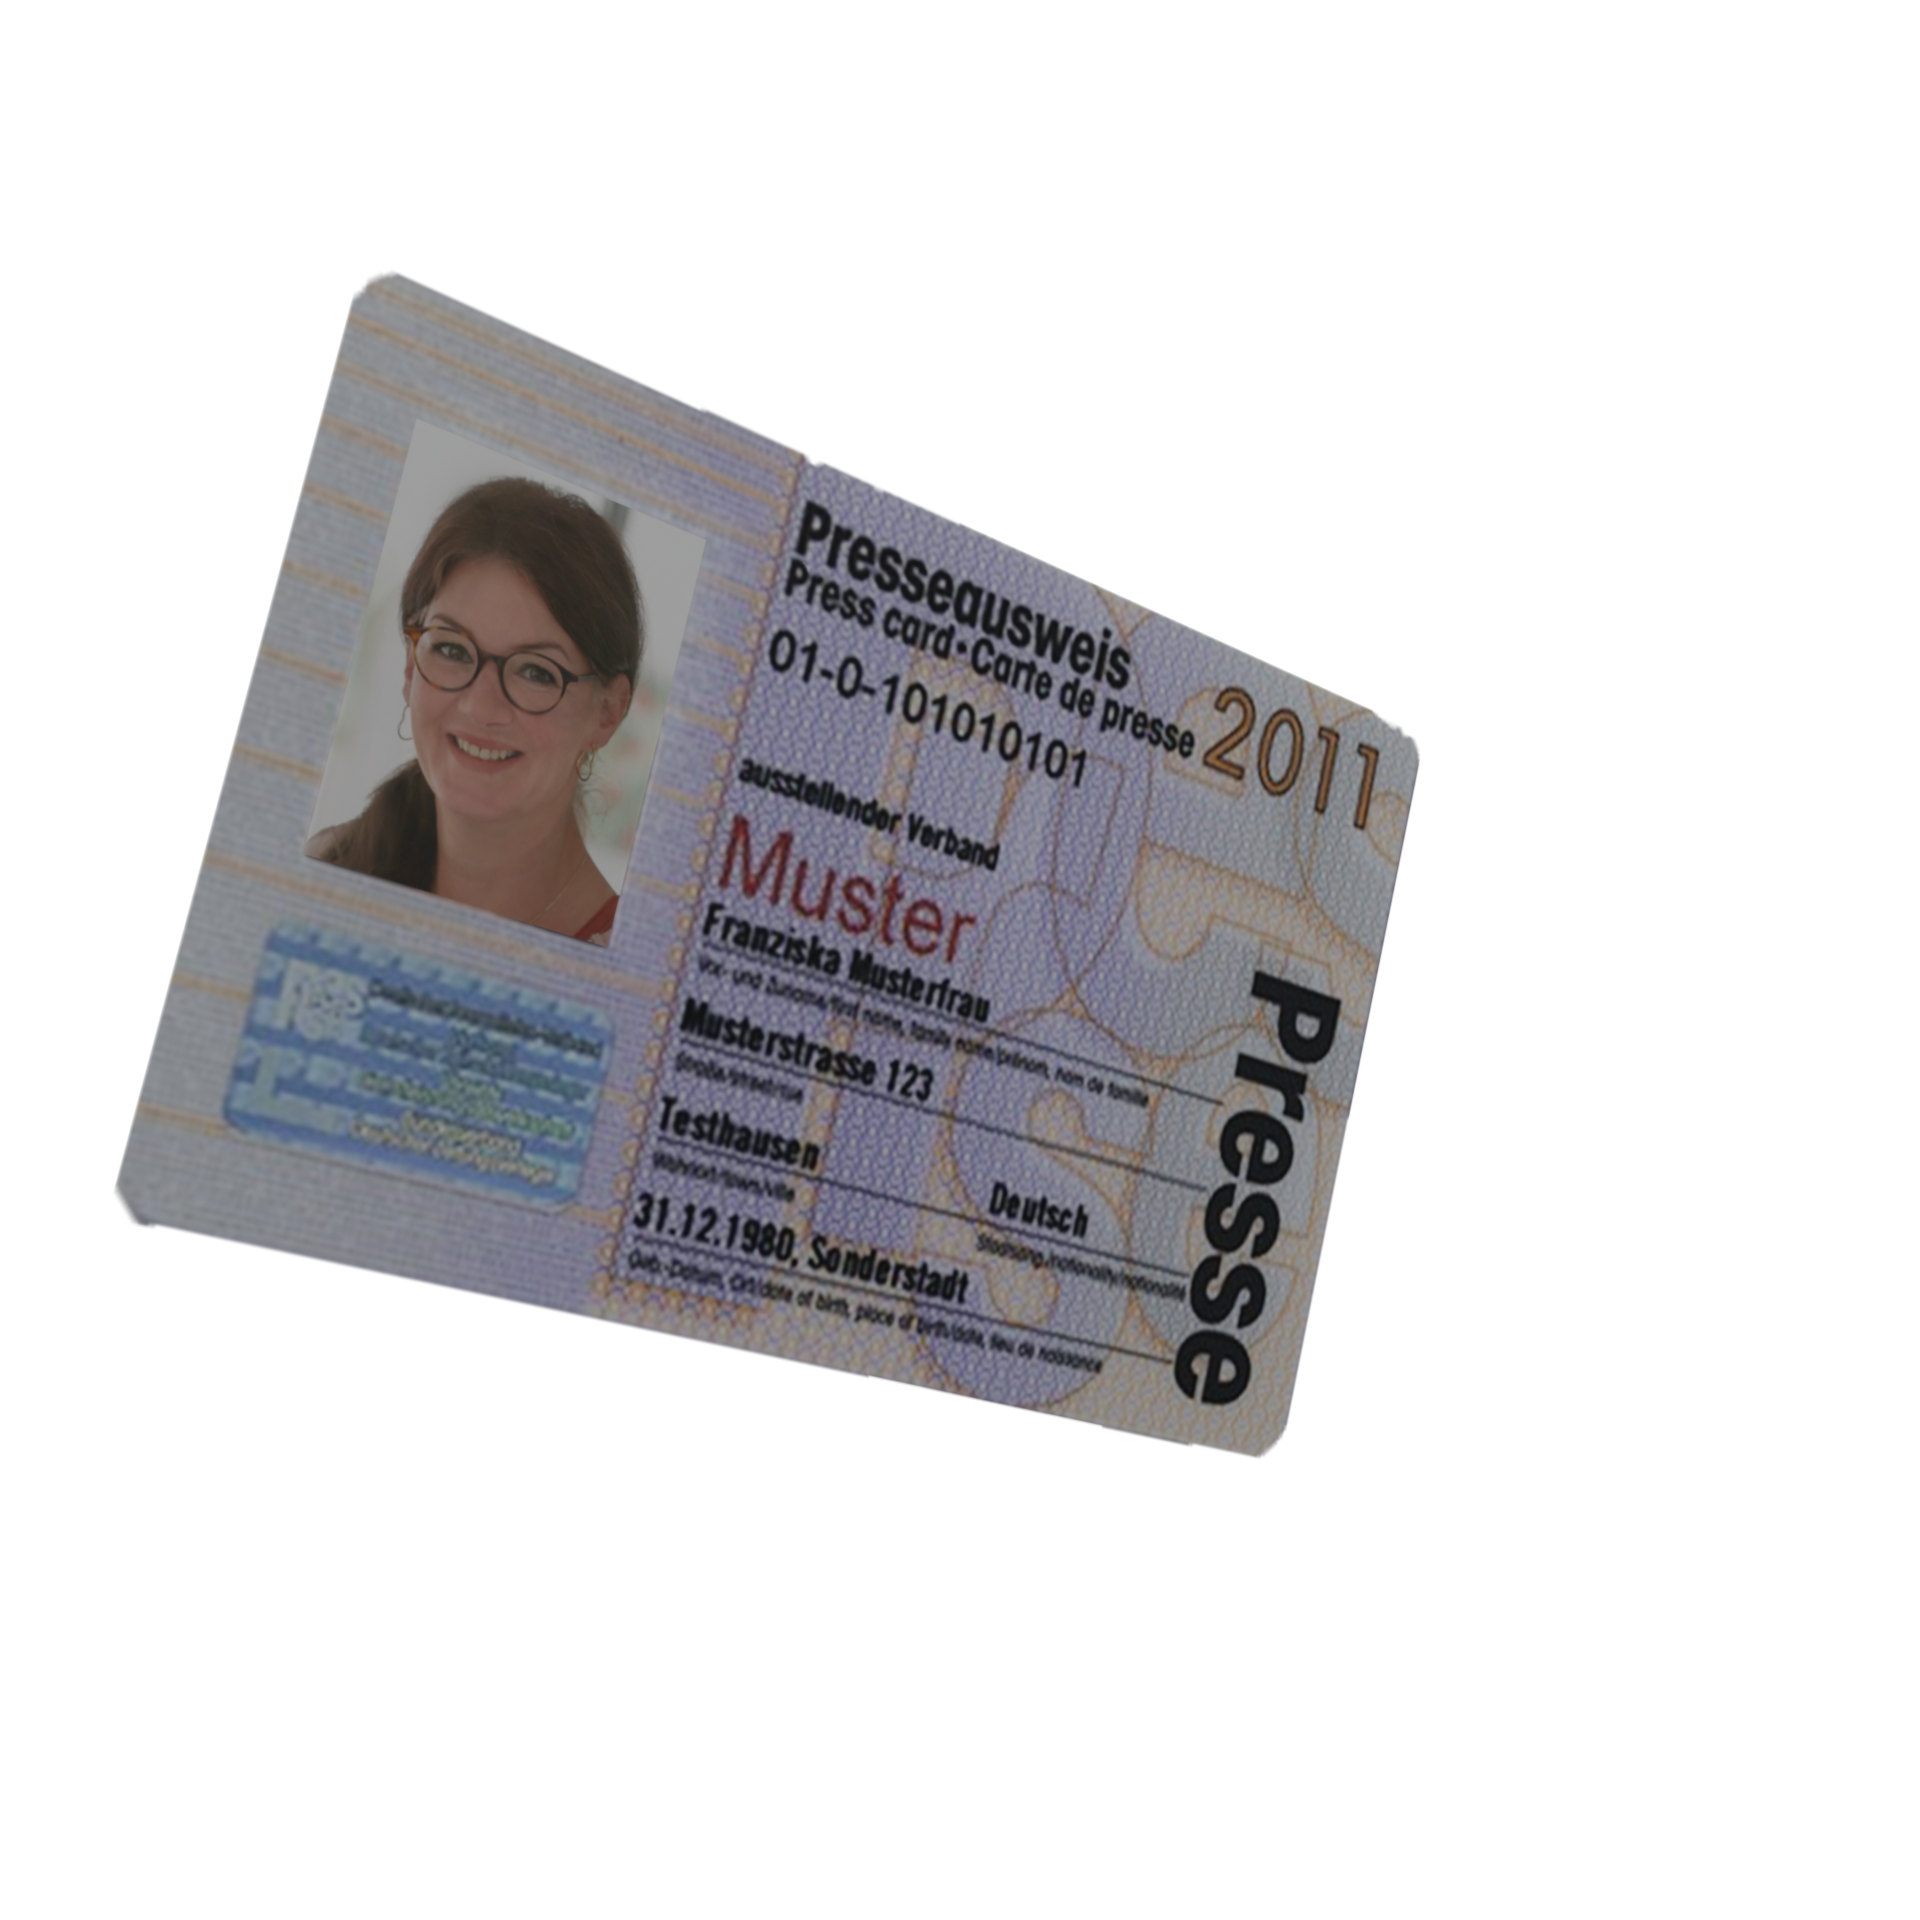 Presseausweis
Press card·Carte de presse
2011
01-0-101010101
ausstellender Verband
Muster
Franziska Musterfrau
Vor- und Zuname/first name, family name/prénom, nom de famille
Musterstrasse 123
Straße/street/rue
Testhausen
Wohnort/town/ville
Deutsch
nationality/nationalité
31.12.1980, Sonderstadt
Geb.-Datum, Ort/date of birth, place of birth/date, lieu de naissance
Presse